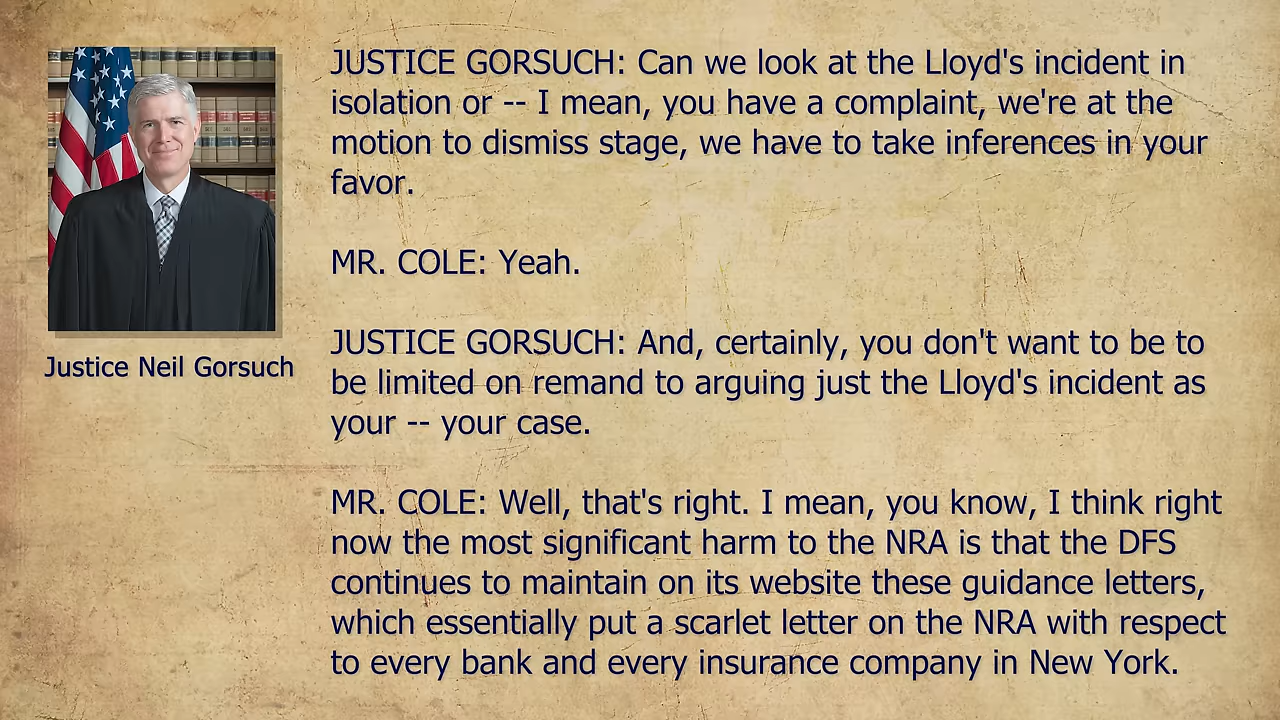 JUSTICE GORSUCH: Can we look at the Lloyd's incident in
isolation or -- I mean, you have a complaint, we're at the
motion to dismiss stage, we have to take inferences in your
favor.
MR. COLE: Yeah.
JUSTICE GORSUCH: And, certainly, you don't want to be to
be limited on remand to arguing just the Lloyd's incident as
your -- your case.
MR. COLE: Well, that's right. I mean, you know, I think right
now the most significant harm to the NRA is that the DFS
continues to maintain on its website these guidance letters,
which essentially put a scarlet letter on the NRA with respect
to every bank and every insurance company in New York.
Justice Neil Gorsuch